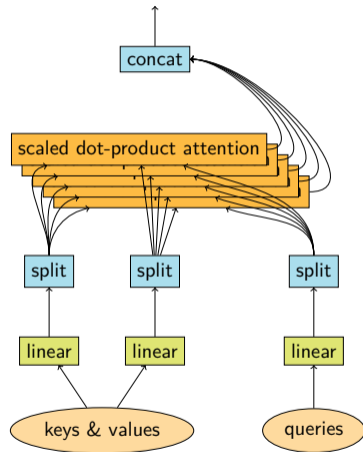 concat
scaled dot-product attention
split split split
linear linear linear
keys & values queries